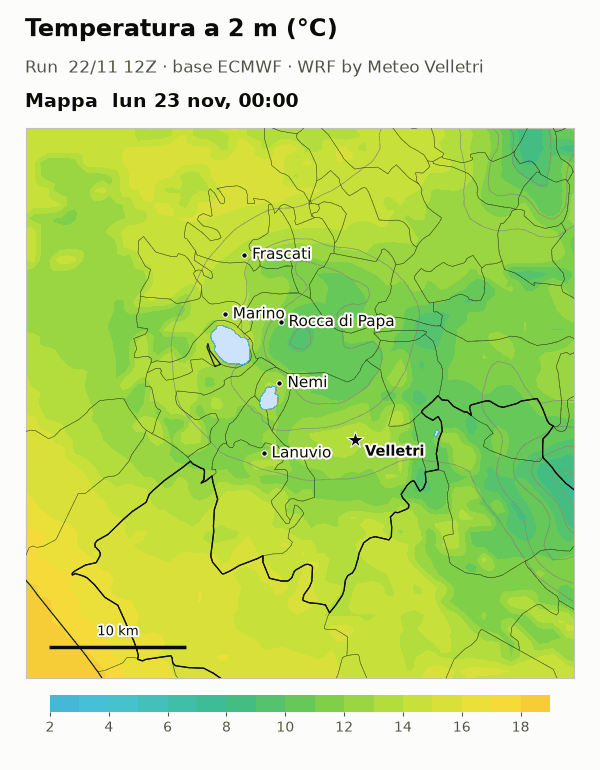 Temperatura a 2 m (°C)
Run  22/11 12Z · base ECMWF · WRF by Meteo Velletri
Mappa  lun 23 nov, 00:00
Frascati
Marino
Rocca di Papa
Nemi
Velletri
Lanuvio
10 km
2 4 6 8 10 12 14 16 18